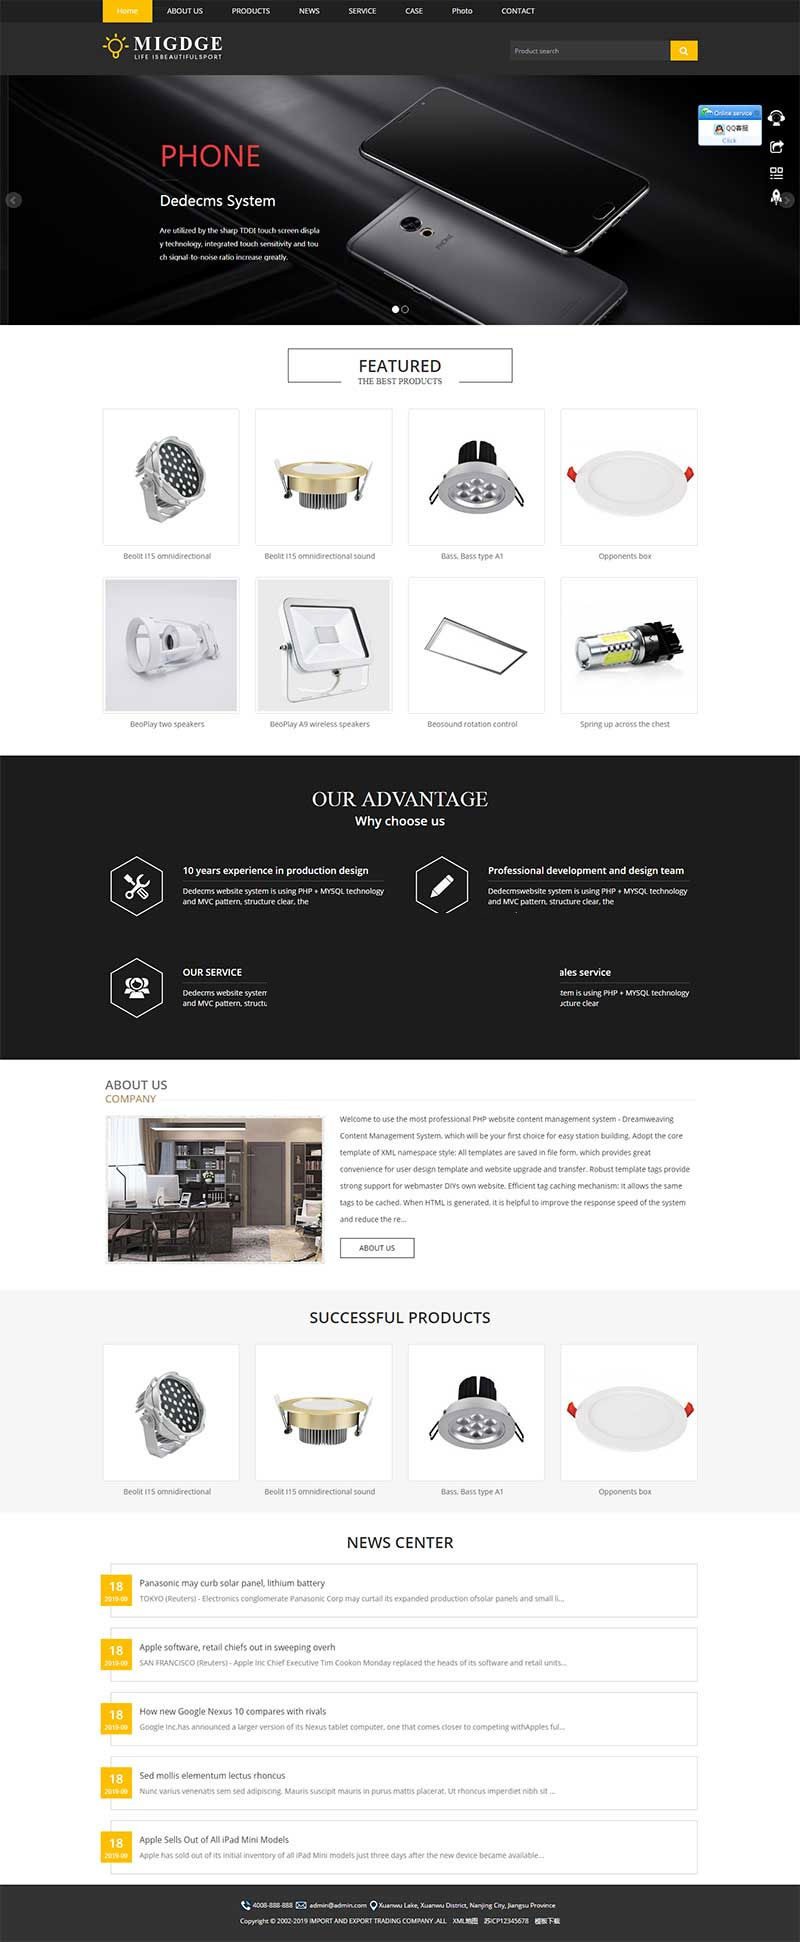 Home ABOUT US PRODUCTS NEWS SERVICE CASE Photo CONTACT
MIGDGE
LIFE ISBEAUTIFULSPORT
Product search
Online service
QQ客服
Click
PHONE
Dedecms System
Are utilized by the sharp TDDI touch screen displa
y technology, integrated touch sensitivity and tou
ch signal-to-noise ratio increase greatly.
PHONE
FEATURED
THE BEST PRODUCTS
Beolit I15 omnidirectional
Beolit I15 omnidirectional sound
Bass, Bass type A1
Opponents box
BeoPlay two speakers
BeoPlay A9 wireless speakers
Beosound rotation control
Spring up across the chest
OUR ADVANTAGE
Why choose us
10 years experience in production design
Dedecms website system is using PHP + MYSQL technology
and MVC pattern, structure clear, the
Professional development and design team
Dedecmswebsite system is using PHP + MYSQL technology
and MVC pattern, structure clear, the
OUR SERVICE
Dedecms website system
and MVC pattern, structu
ales service
tem is using PHP + MYSQL technology
ucture clear
ABOUT US
COMPANY
Welcome to use the most professional PHP website content management system - Dreamweaving
Content Management System, which will be your first choice for easy station building. Adopt the core
template of XML namespace style: All templates are saved in file form, which provides great
convenience for user design template and website upgrade and transfer. Robust template tags provide
strong support for webmaster DIYs own website. Efficient tag caching mechanism: it allows the same
tags to be cached. When HTML is generated, it is helpful to improve the response speed of the system
and reduce the re...
ABOUT US
SUCCESSFUL PRODUCTS
Beolit I15 omnidirectional
Beolit I15 omnidirectional sound
Bass, Bass type A1
Opponents box
NEWS CENTER
18
2019-09
Panasonic may curb solar panel, lithium battery
TOKYO (Reuters) - Electronics conglomerate Panasonic Corp may curtail its expanded production ofsolar panels and small li...
18
2019-09
Apple software, retail chiefs out in sweeping overh
SAN FRANCISCO (Reuters) - Apple Inc Chief Executive Tim Cookon Monday replaced the heads of its software and retail units...
18
2019-09
How new Google Nexus 10 compares with rivals
Google Inc.has announced a larger version of its Nexus tablet computer, one that comes closer to competing withApples ful...
18
2019-09
Sed mollis elementum lectus rhoncus
Nunc varius venenatis sem sed adipiscing. Mauris suscipit mauris in purus mattis placerat. Ut rhoncus imperdiet nibh sit ...
18
2019-09
Apple Sells Out of All iPad Mini Models
Apple has sold out of its initial inventory of all iPad Mini models just three days after the new device became available...
4008-888-888 admin@admin.com Xuanwu Lake, Xuanwu District, Nanjing City, Jiangsu Province
Copyright © 2002-2019 IMPORT AND EXPORT TRADING COMPANY .ALL XML地图 苏ICP12345678 模板下载